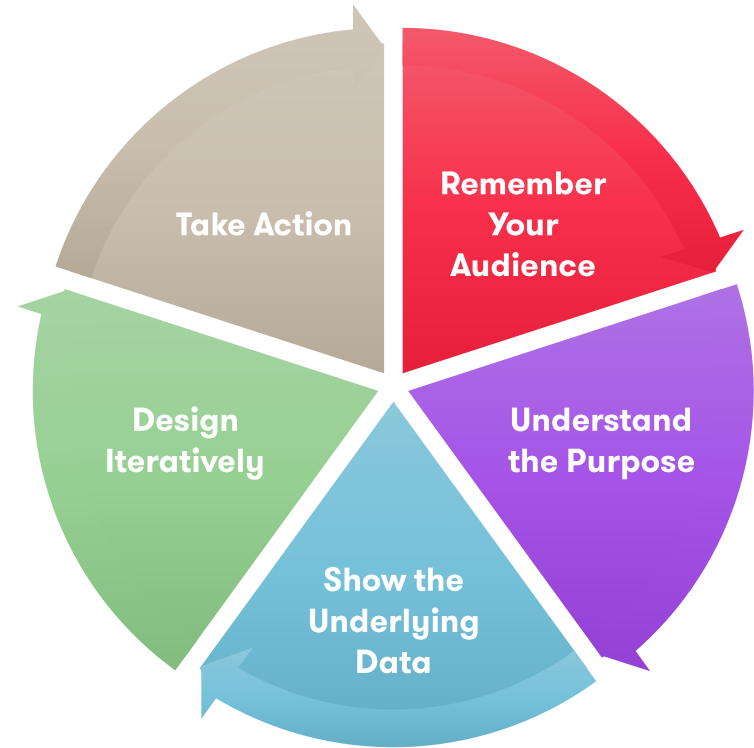 Remember
Your
Audience
Understand
the Purpose
Show the
Underlying
Data
Design
Iteratively
Take Action